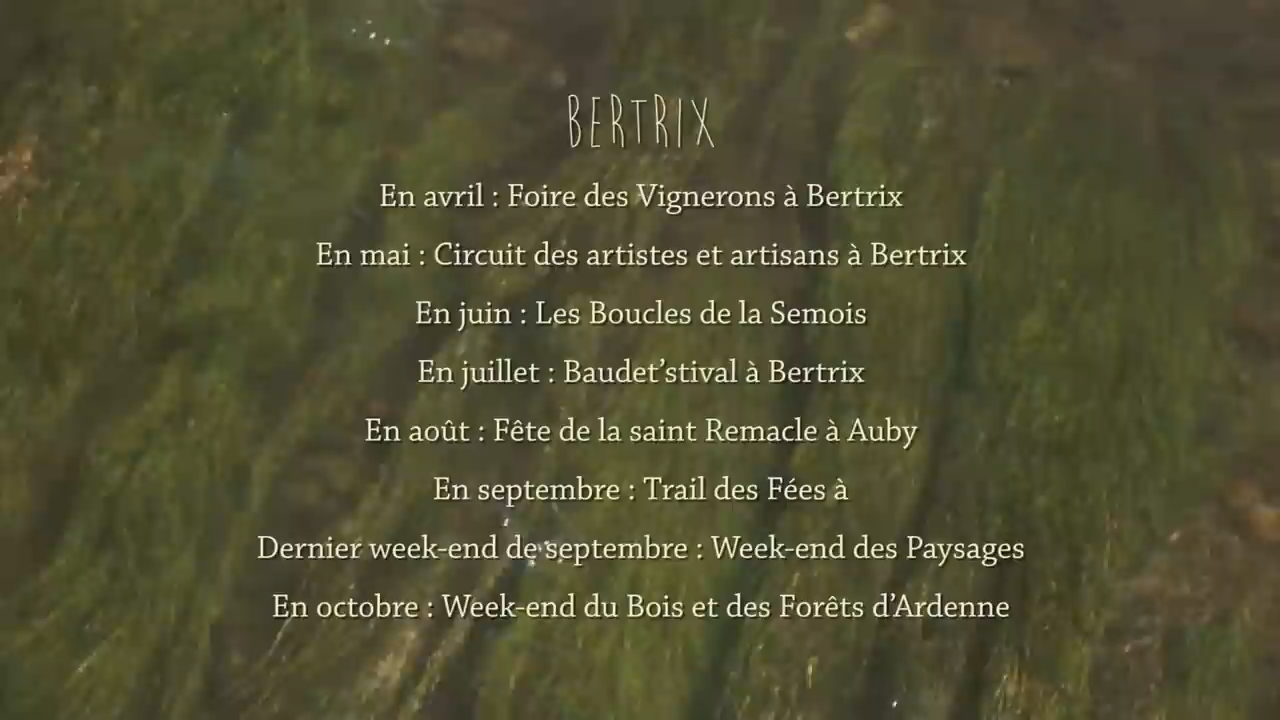 BERTRIX
En avril : Foire des Vignerons à Bertrix
En mai : Circuit des artistes et artisans à Bertrix
En juin : Les Boucles de la Semois
En juillet : Baudet’stival à Bertrix
En août : Fête de la saint Remacle à Auby
En septembre : Trail des Fées à
Dernier week-end de septembre : Week-end des Paysages
En octobre : Week-end du Bois et des Forêts d’Ardenne